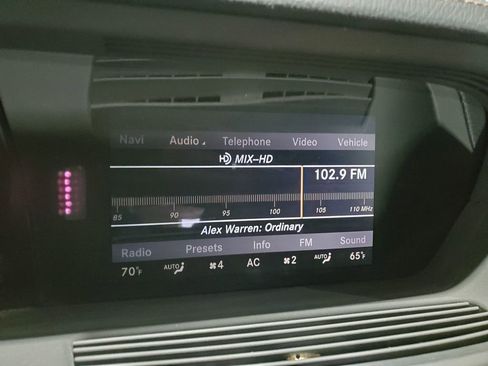 Navi Audio Telephone Video Vehicle
HD MIX-HD
102.9 FM
85 90 95 100 105 110 MHz
Alex Warren: Ordinary
Radio Presets Info FM Sound
70°F AUTO 4 AC 2 AUTO 65°F